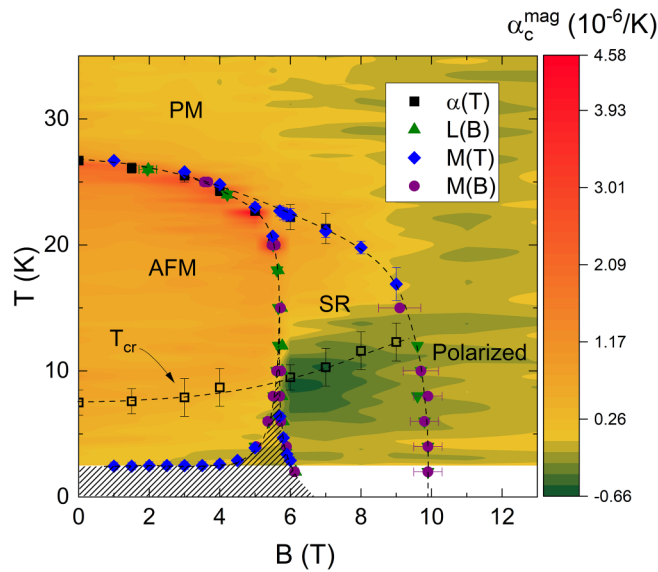 α_c^mag (10^-6/K)
4.58
3.93
3.01
2.09
1.17
0.26
-0.66
30
20
10
0
T (K)
0
2
4
6
8
10
12
B (T)
PM
AFM
SR
Polarized
T_cr
α(T)
L(B)
M(T)
M(B)